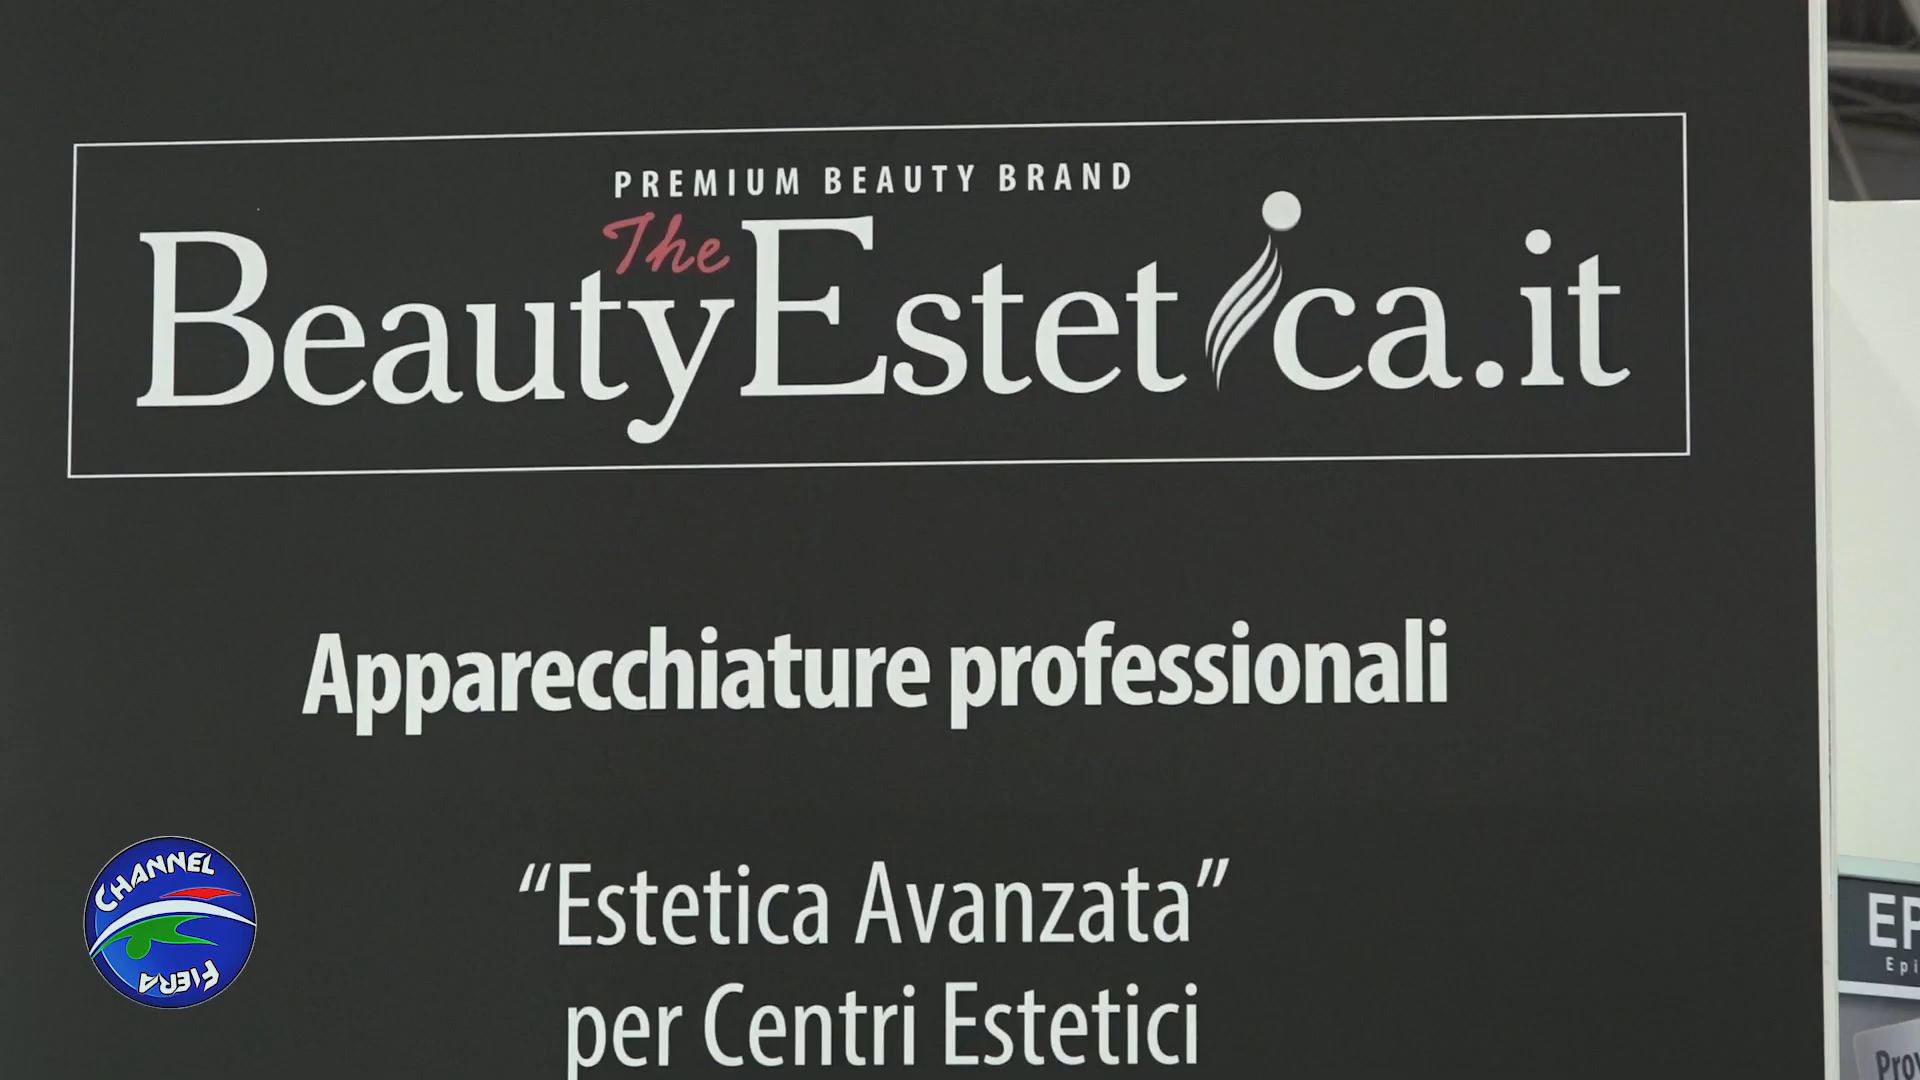 PREMIUM BEAUTY BRAND
The
BeautyEstetica.it
Apparecchiature professionali
“Estetica Avanzata”
per Centri Estetici
CHANNEL
FIERA